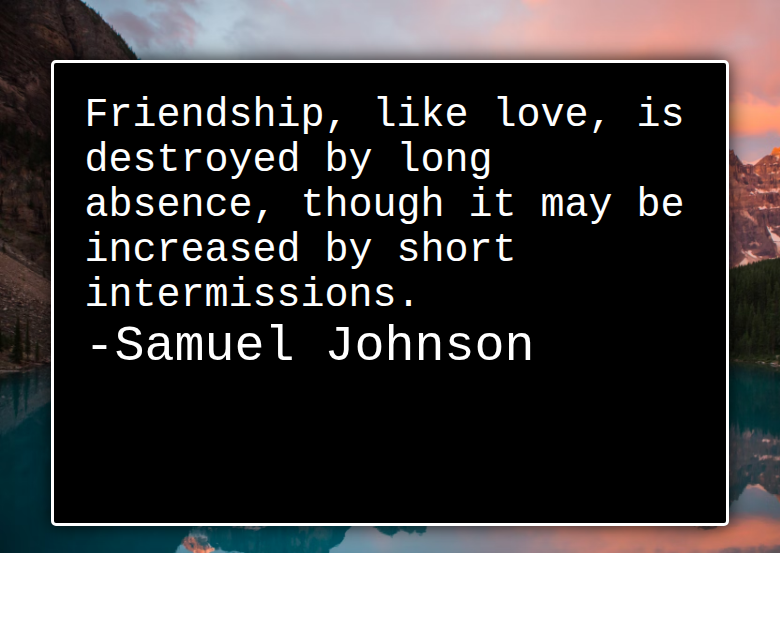 Friendship, like love, is
destroyed by long
absence, though it may be
increased by short
intermissions.
-Samuel Johnson